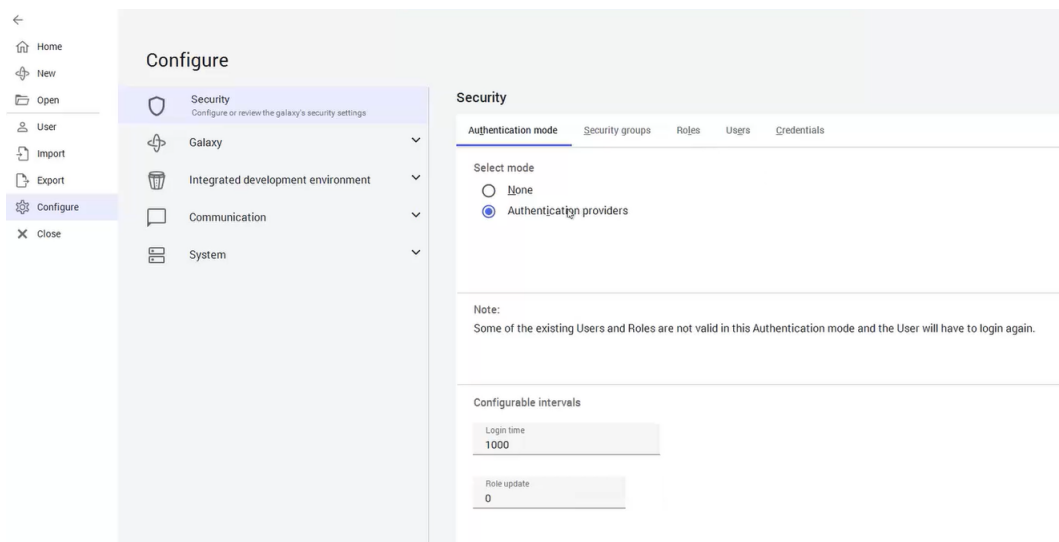 Home
New
Open
User
Import
Export
Configure
Close
Configure
Security
Configure or review the galaxy's security settings
Galaxy
Integrated development environment
Communication
System
Security
Authentication mode
Security groups
Roles
Users
Credentials
Select mode
None
Authentication providers
Note:
Some of the existing Users and Roles are not valid in this Authentication mode and the User will have to login again.
Configurable intervals
Login time
1000
Role update
0